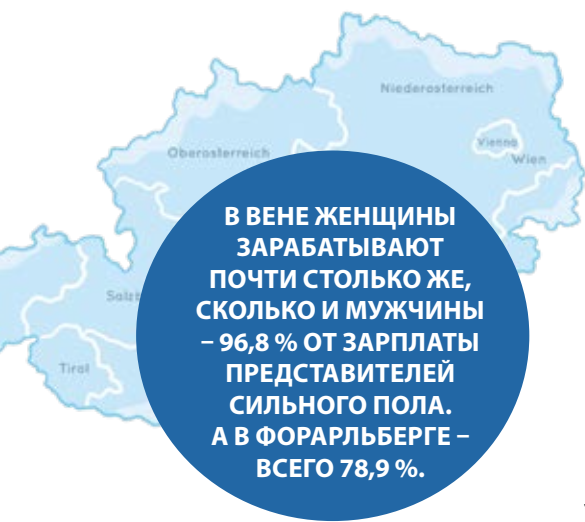 Niederosterreich
Vienna
Wien
Oberosterreich
Salzb
Tirol
В ВЕНЕ ЖЕНЩИНЫ
ЗАРАБАТЫВАЮТ
ПОЧТИ СТОЛЬКО ЖЕ,
СКОЛЬКО И МУЖЧИНЫ
– 96,8 % ОТ ЗАРПЛАТЫ
ПРЕДСТАВИТЕЛЕЙ
СИЛЬНОГО ПОЛА.
А В ФОРАРЛЬБЕРГЕ –
ВСЕГО 78,9 %.